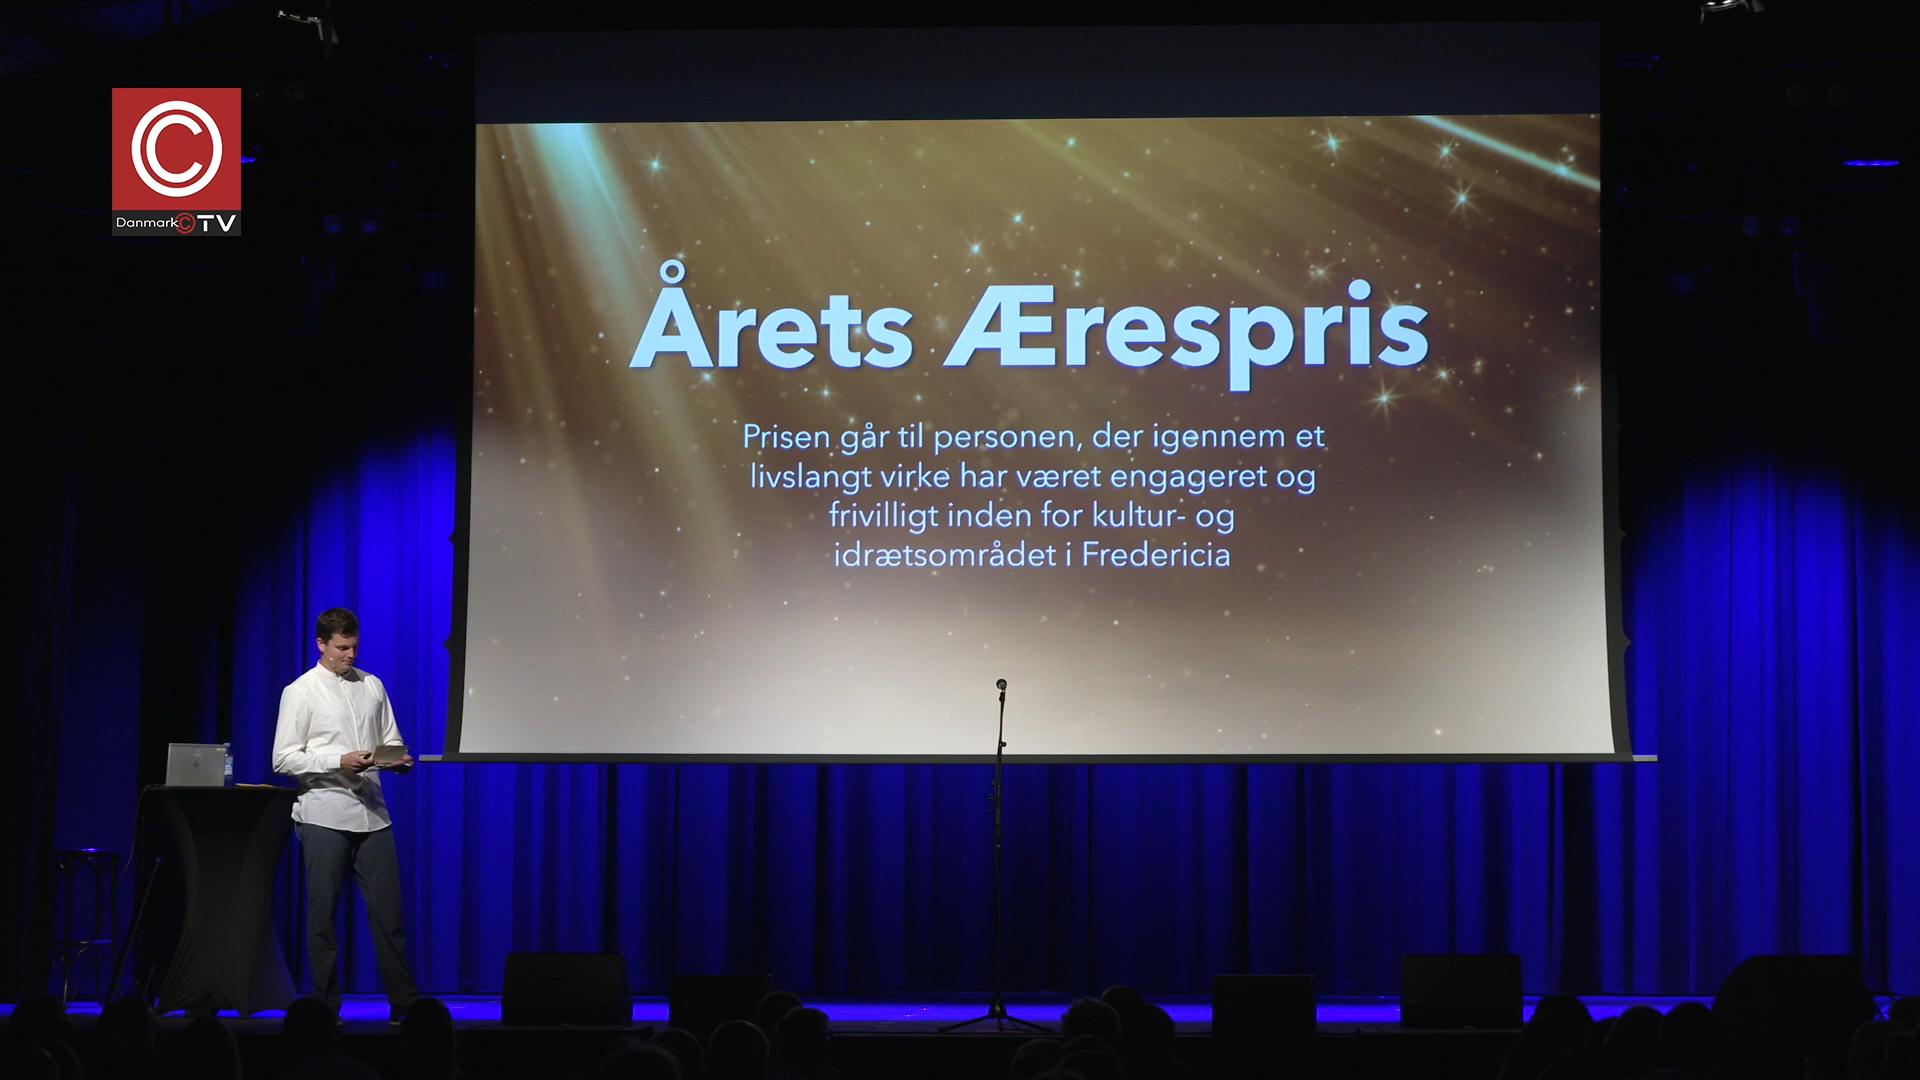 C
Danmark C TV
Årets Ærespris
Prisen går til personen, der igennem et
livslangt virke har været engageret og
frivilligt inden for kultur- og
idrætsområdet i Fredericia